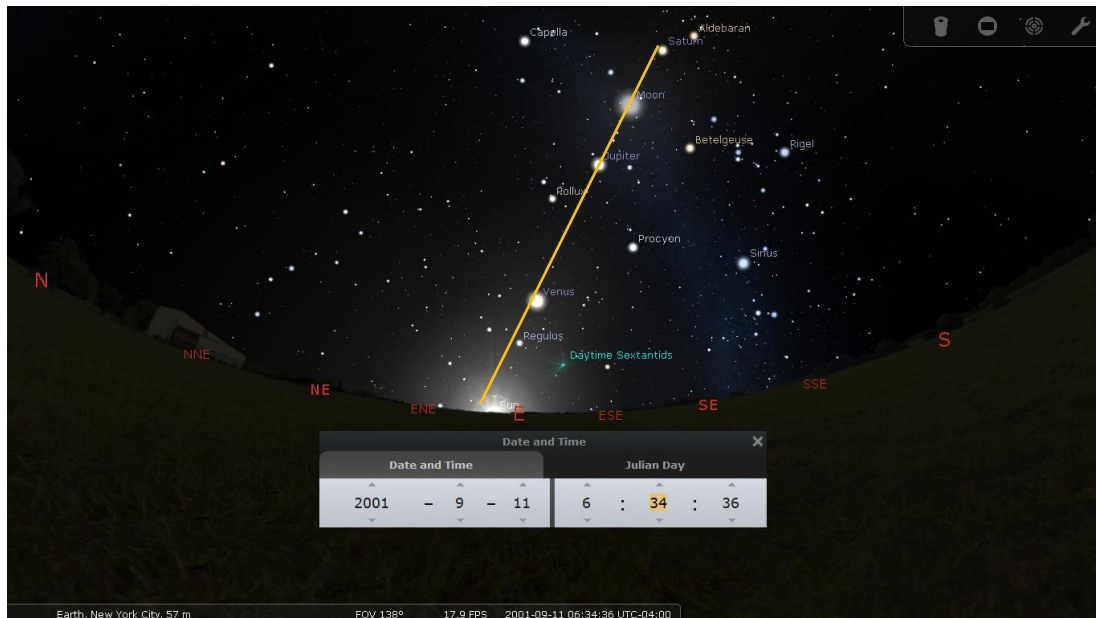 Capella
Aldebaran
Saturn
Moon
Betelgeuse
Rigel
Jupiter
Pollux
Procyon
Sirius
N
Venus
Regulus
S
NNE
Daytime Sextantids
NE
SSE
ENE
Sun
E
ESE
SE
Date and Time
Date and Time Julian Day
2001 – 9 – 11 6 : 34 : 36
Earth, New York City, 57 m FOV 138° 17.9 FPS 2001-09-11 06:34:36 UTC-04:00